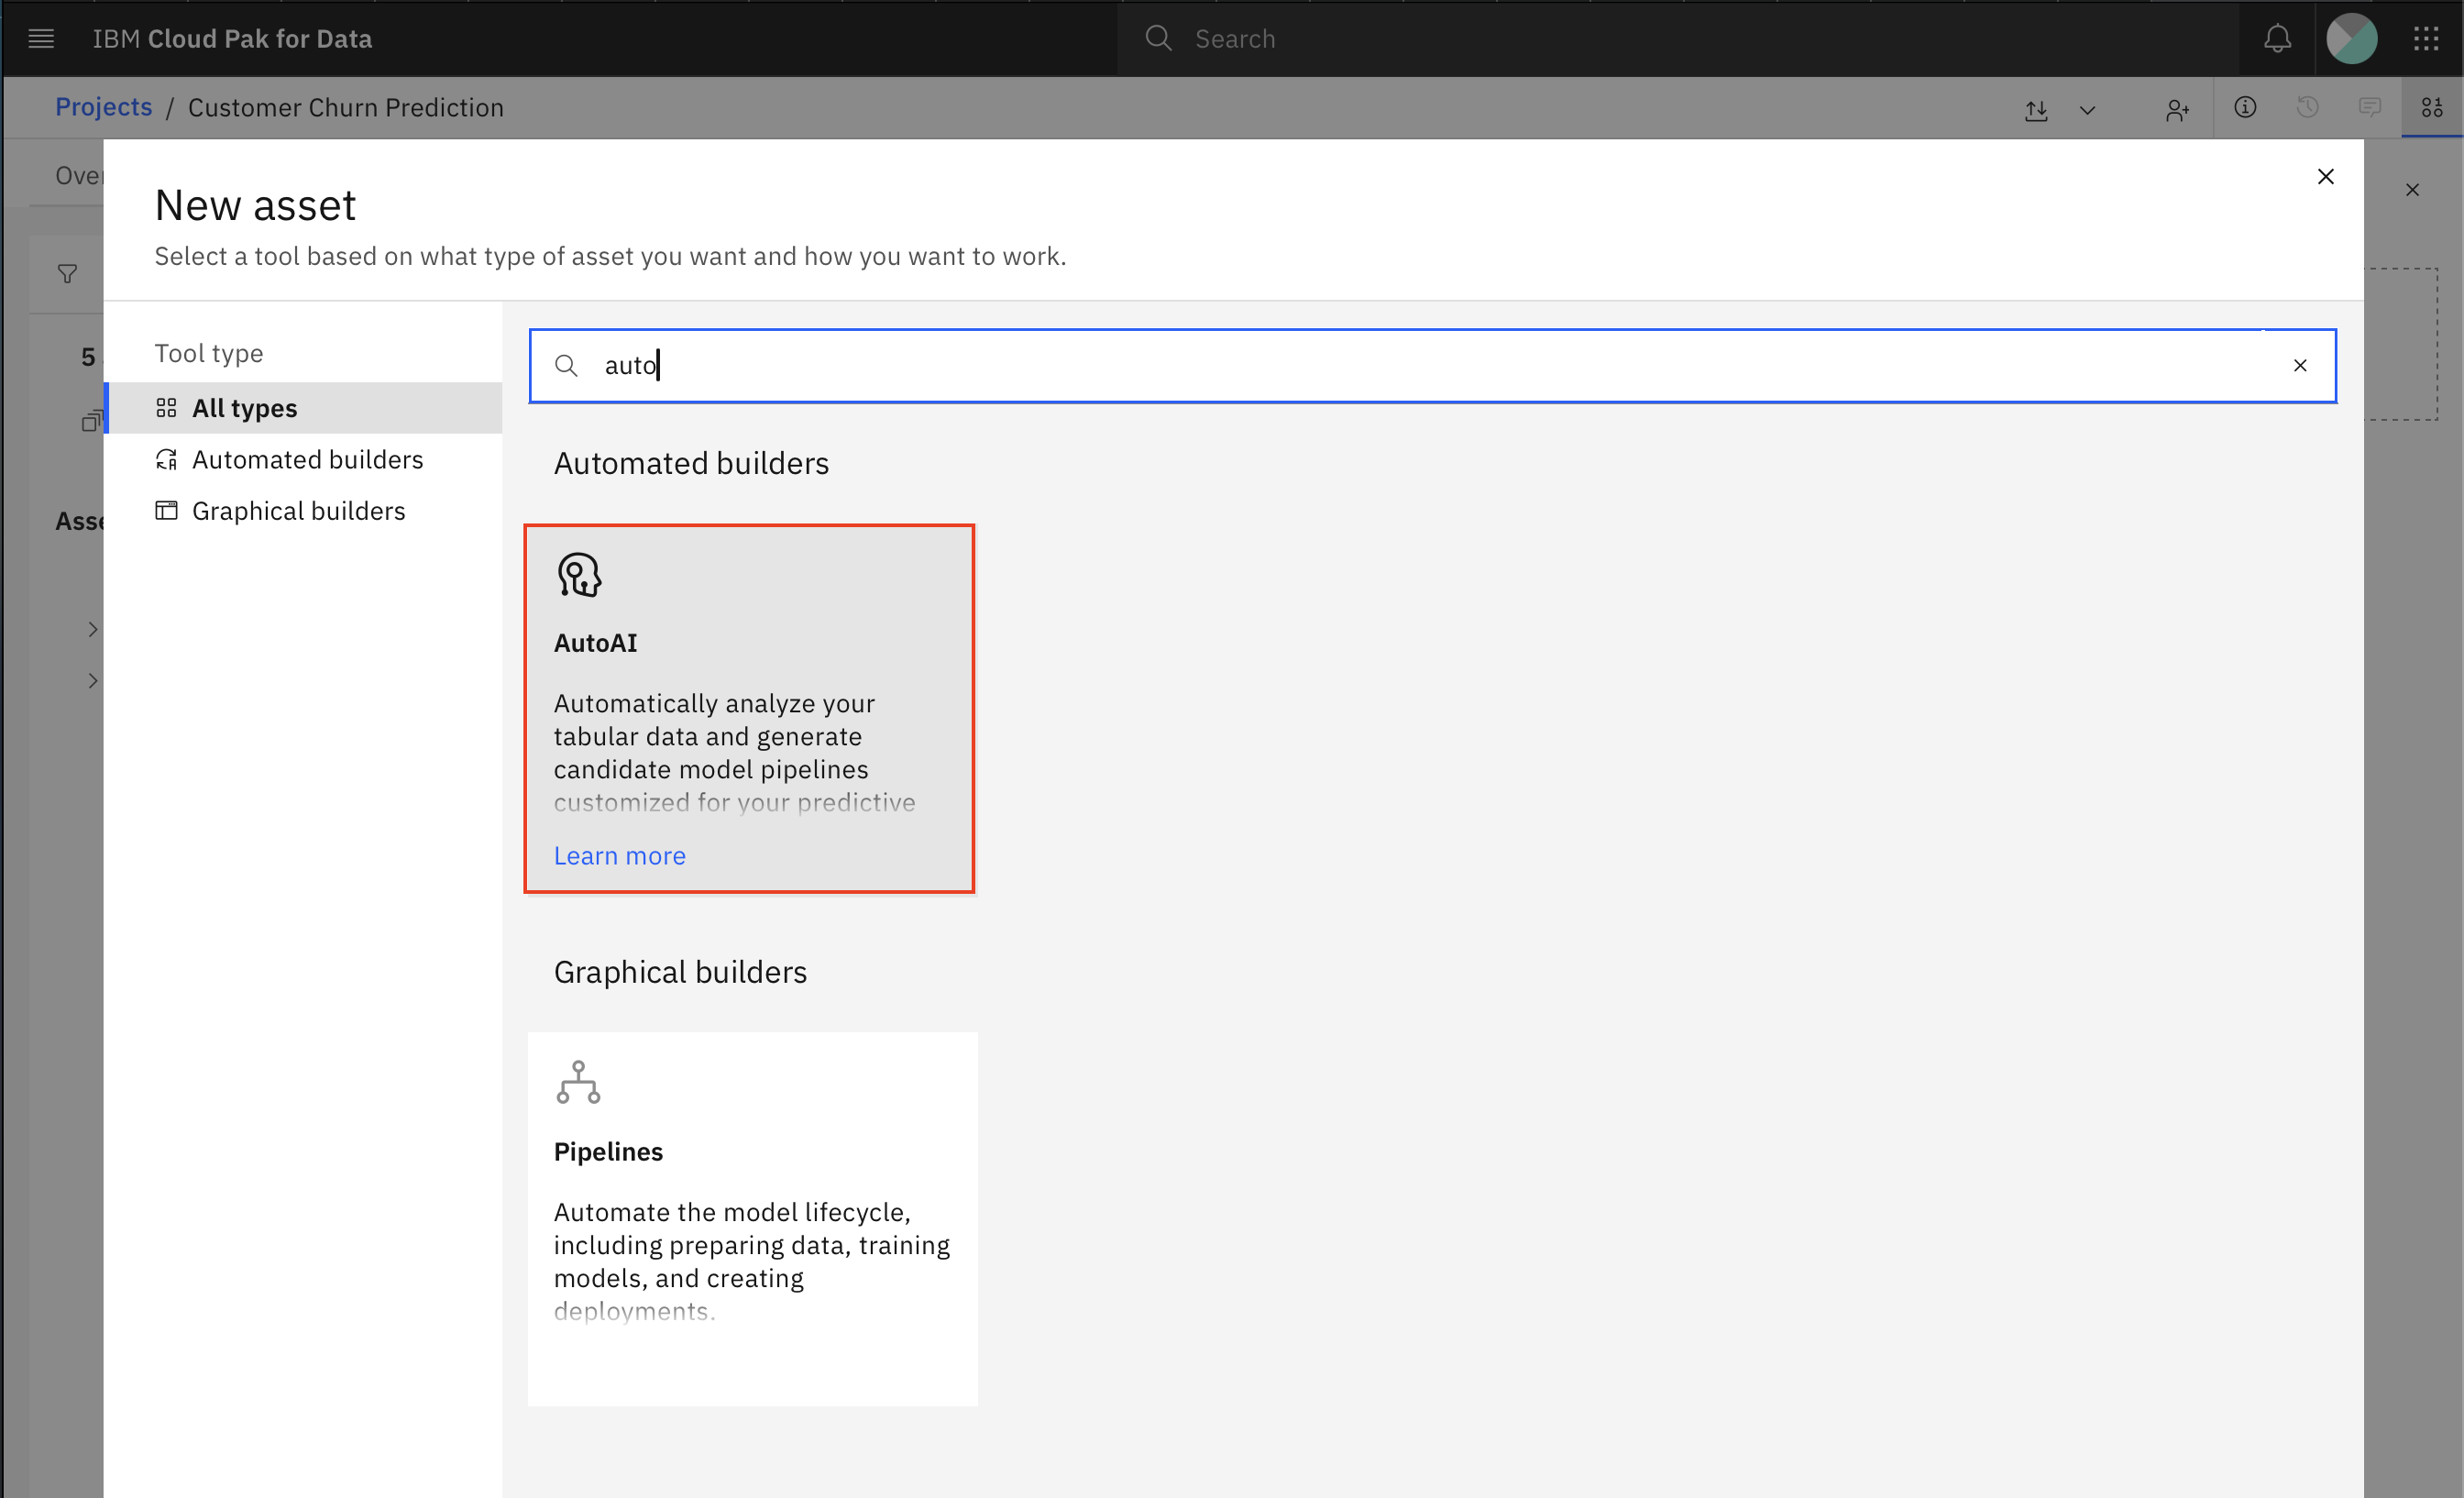 IBM Cloud Pak for Data
Search
Projects / Customer Churn Prediction
New asset
Select a tool based on what type of asset you want and how you want to work.
5
Tool type
All types
Automated builders
Graphical builders
auto
Automated builders
AutoAI
Automatically analyze your
tabular data and generate
candidate model pipelines
customized for your predictive
Learn more
Graphical builders
Pipelines
Automate the model lifecycle,
including preparing data, training
models, and creating
deployments.